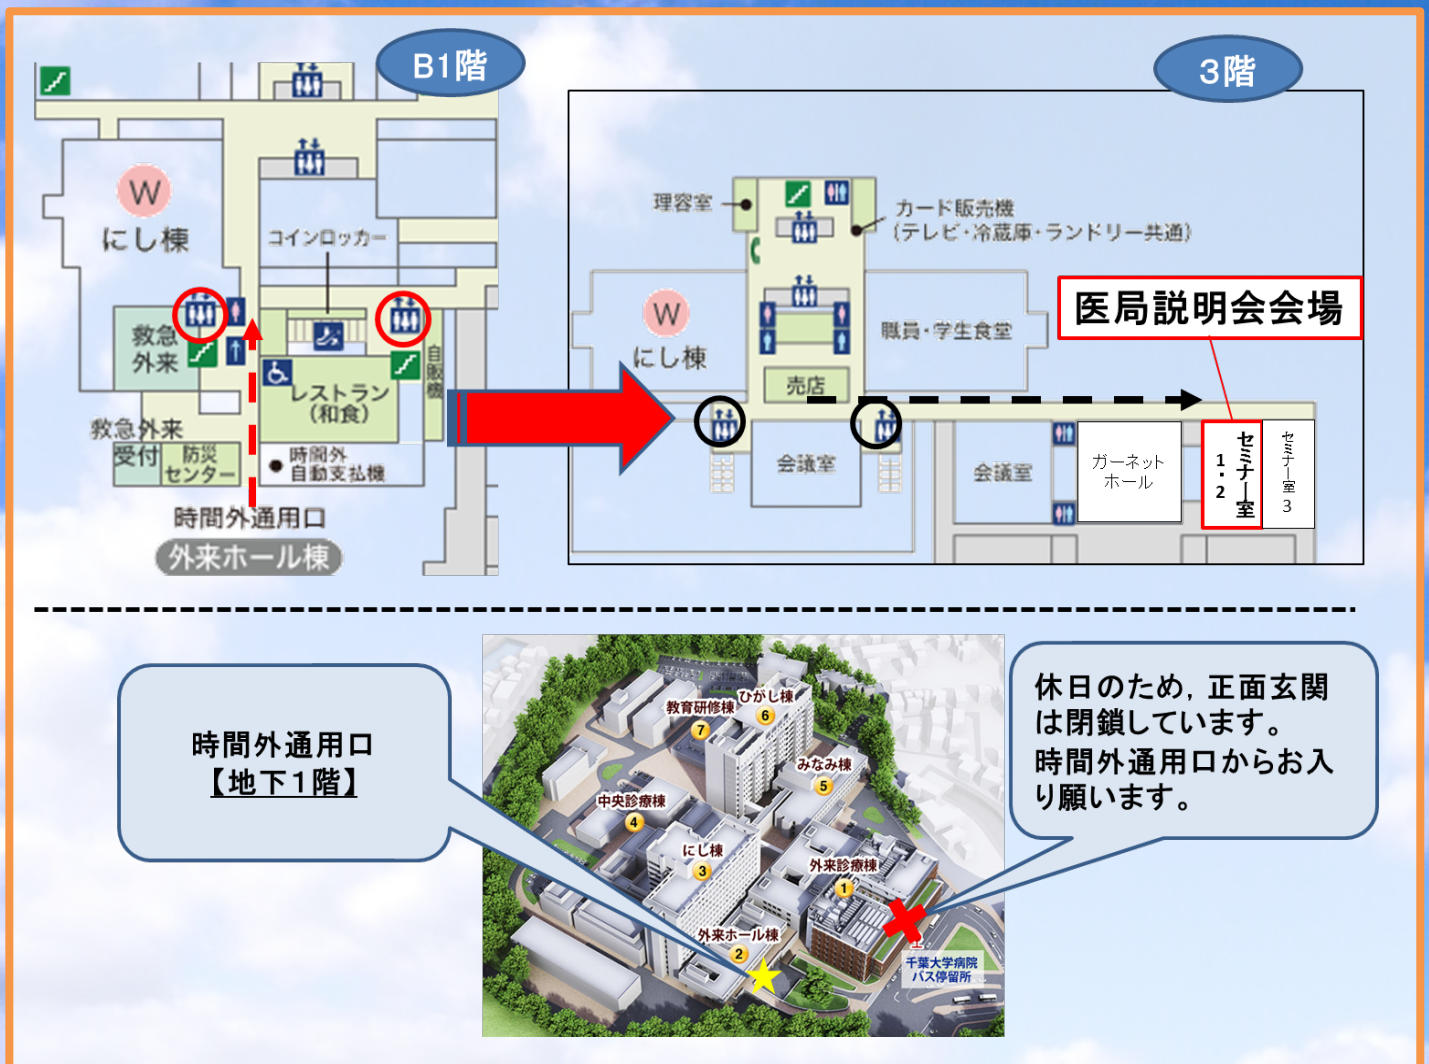 B1階
W
にし棟
コインロッカー
救急
外来
レストラン
(和食)
自販機
救急外来
受付
防災
センター
時間外
自動支払機
時間外通用口
外来ホール棟
3階
理容室
カード販売機
(テレビ・冷蔵庫・ランドリー共通)
W
にし棟
職員・学生食堂
売店
医局説明会会場
会議室
会議室
ガーネット
ホール
セミナー室
1・2
セミナー室3
時間外通用口
【地下1階】
ひがし棟
6
教育研修棟
7
みなみ棟
5
中央診療棟
4
にし棟
3
外来診療棟
1
外来ホール棟
2
千葉大学病院
バス停留所
休日のため, 正面玄関
は閉鎖しています。
時間外通用口からお入
り願います。